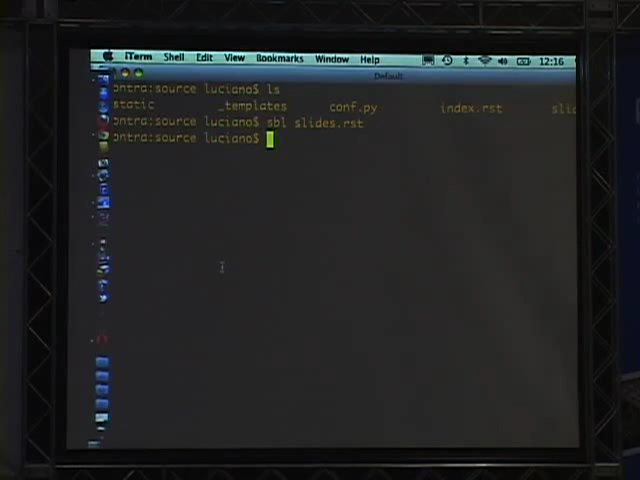 iTerm Shell Edit View Bookmarks Window Help 12:16
Default
ontra:source luciano$ ls
static _templates conf.py index.rst slid
ontra:source luciano$ sbl slides.rst
ontra:source luciano$